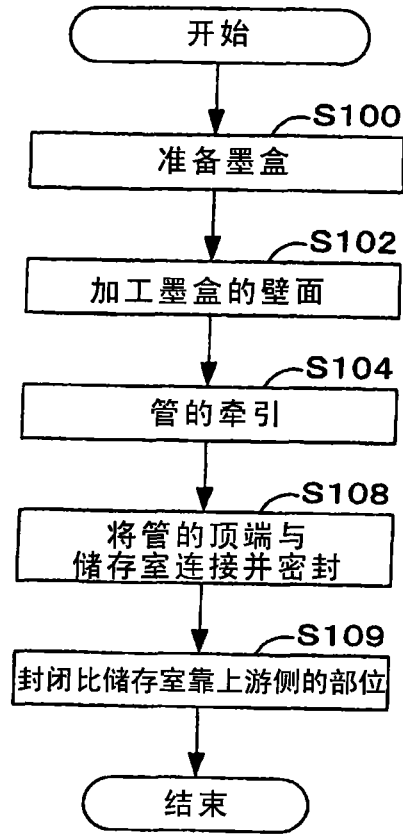 开始
S100
准备墨盒
S102
加工墨盒的壁面
S104
管的牵引
S108
将管的顶端与
储存室连接并密封
S109
封闭比储存室靠上游侧的部位
结束